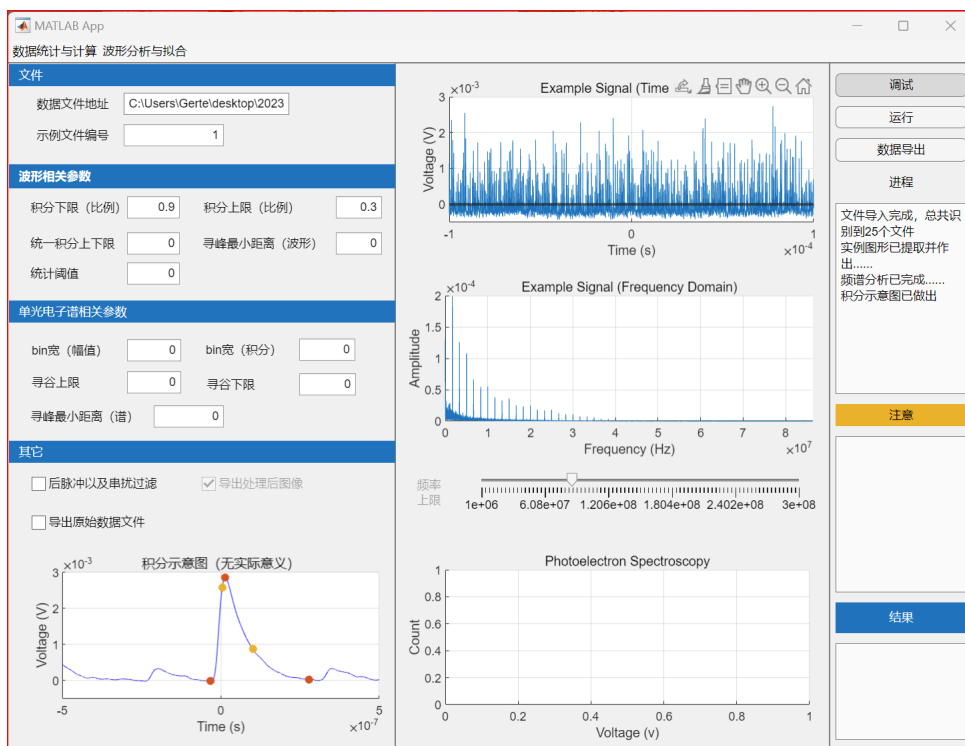 MATLAB App
数据统计与计算 波形分析与拟合
文件
数据文件地址 C:\Users\Gerte\desktop\2023
示例文件编号 1
波形相关参数
积分下限（比例） 0.9 积分上限（比例） 0.3
统一积分上下限 0 寻峰最小距离（波形） 0
统计阈值 0
单光电子谱相关参数
bin宽（幅值） 0 bin宽（积分） 0
寻谷上限 0 寻谷下限 0
寻峰最小距离（谱） 0
其它
后脉冲以及串扰过滤 导出处理后图像
导出原始数据文件
×10⁻³ 积分示意图（无实际意义）
3
2
1
0
Voltage (V)
-5 0 5
Time (s) ×10⁻⁷
×10⁻³ Example Signal (Time
3
2
1
0
Voltage (V)
-1 0 1
Time (s) ×10⁻⁴
×10⁻⁴ Example Signal (Frequency Domain)
2
1.5
1
0.5
0
Amplitude
0 1 2 3 4 5 6 7 8
Frequency (Hz) ×10⁷
频率
上限
1e+06 6.08e+07 1.206e+08 1.804e+08 2.402e+08 3e+08
Photoelectron Spectroscopy
1
0.8
0.6
0.4
0.2
0
Count
0 0.2 0.4 0.6 0.8 1
Voltage (v)
调试
运行
数据导出
进程
文件导入完成，总共识
别到25个文件
实例图形已提取并作
出......
频谱分析已完成......
积分示意图已做出
注意
结果